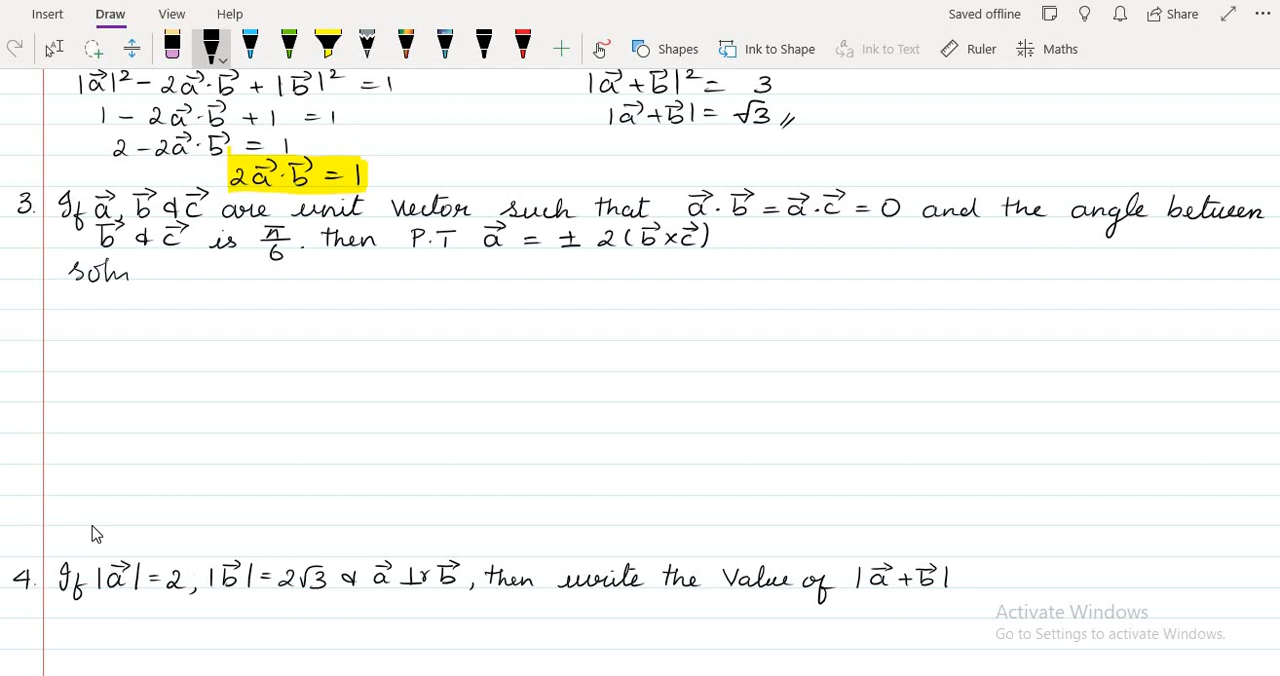 Insert Draw View Help Saved offline Share
Shapes Ink to Shape Ink to Text Ruler Maths
|a⃗|² − 2a⃗·b⃗ + |b⃗|² = 1
1 − 2a⃗·b⃗ + 1 = 1
2 − 2a⃗·b⃗ = 1
2a⃗·b⃗ = 1
|a⃗+b⃗|² = 3
|a⃗+b⃗| = √3 //
3. If a⃗, b⃗ & c⃗ are unit vector such that a⃗·b⃗ = a⃗·c⃗ = 0 and the angle between
b⃗ & c⃗ is π/6. then P.T a⃗ = ± 2(b⃗×c⃗)
soln
4. If |a⃗| = 2, |b⃗| = 2√3 & a⃗ ⊥r b⃗, then write the value of |a⃗+b⃗|
Activate Windows
Go to Settings to activate Windows.